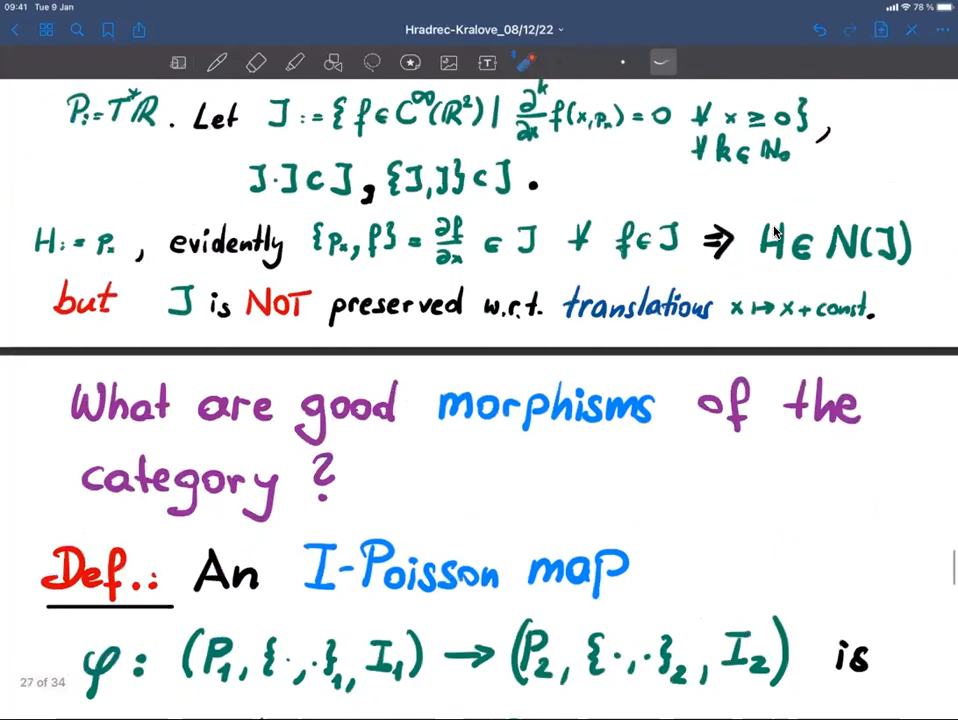 09:41 Tue 9 Jan 78 %
Hradrec-Kralove_08/12/22
P:=T*ℝ. Let J := {f ∈ C^∞(ℝ²) | ∂^k/∂x f(x,pₓ) = 0 ∀ x ≥ 0},
∀ k ∈ ℕ₀
J·J ⊂ J, {J,J} ⊂ J.
H := pₓ, evidently {pₓ, f} = ∂f/∂x ∈ J ∀ f ∈ J ⇒ H ∈ N(J)
but J is NOT preserved w.r.t. translations x ↦ x + const.
What are good morphisms of the
category ?
Def.: An I-Poisson map
φ: (P₁, {·,·}₁, I₁) → (P₂, {·,·}₂, I₂) is
27 of 34